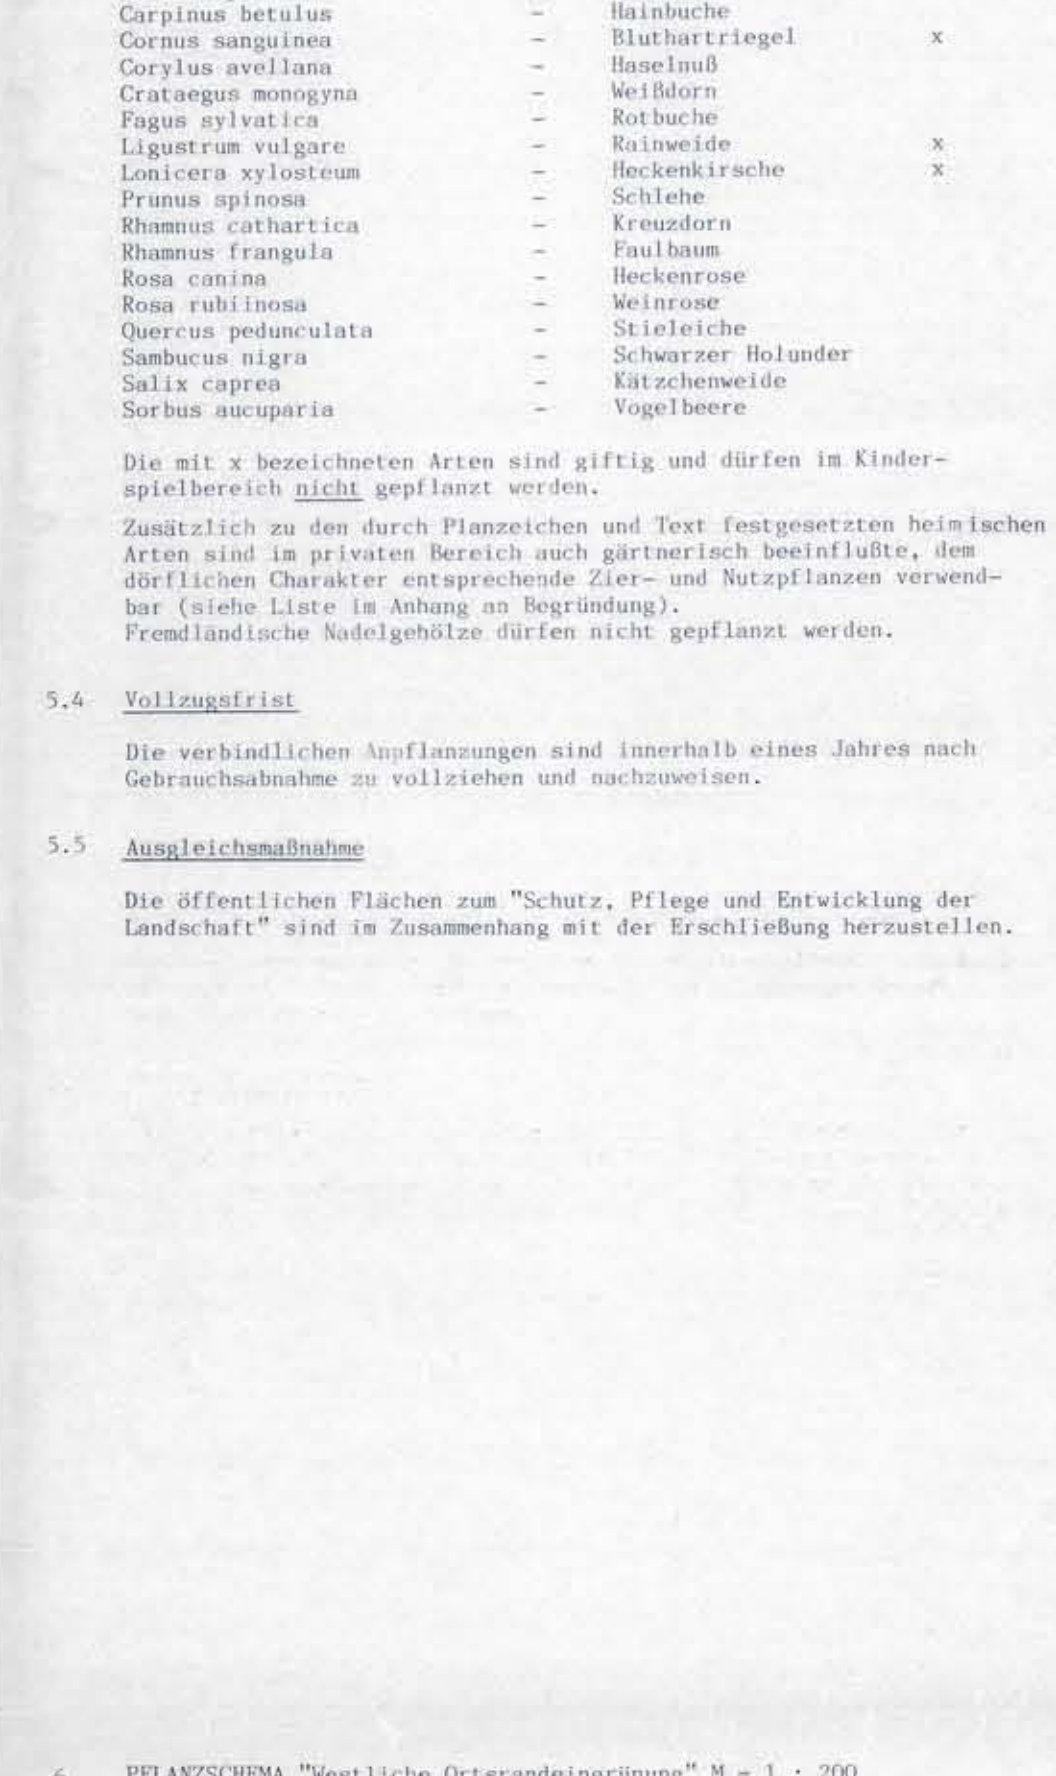 Carpinus betulus – Hainbuche
Cornus sanguinea – Bluthartriegel x
Corylus avellana – Haselnuß
Crataegus monogyna – Weißdorn
Fagus sylvatica – Rotbuche
Ligustrum vulgare – Rainweide x
Lonicera xylosteum – Heckenkirsche x
Prunus spinosa – Schlehe
Rhamnus cathartica – Kreuzdorn
Rhamnus frangula – Faulbaum
Rosa canina – Heckenrose
Rosa rubiinosa – Weinrose
Quercus pedunculata – Stieleiche
Sambucus nigra – Schwarzer Holunder
Salix caprea – Kätzchenweide
Sorbus aucuparia – Vogelbeere
Die mit x bezeichneten Arten sind giftig und dürfen im Kinder-
spielbereich nicht gepflanzt werden.
Zusätzlich zu den durch Planzeichen und Text festgesetzten heimischen
Arten sind im privaten Bereich auch gärtnerisch beeinflußte, dem
dörflichen Charakter entsprechende Zier- und Nutzpflanzen verwend-
bar (siehe Liste im Anhang an Begründung).
Fremdländische Nadelgehölze dürfen nicht gepflanzt werden.
5.4 Vollzugsfrist
Die verbindlichen Anpflanzungen sind innerhalb eines Jahres nach
Gebrauchsabnahme zu vollziehen und nachzuweisen.
5.5 Ausgleichsmaßnahme
Die öffentlichen Flächen zum "Schutz, Pflege und Entwicklung der
Landschaft" sind im Zusammenhang mit der Erschließung herzustellen.
6 PFLANZSCHEMA "Westliche Ortsrandeingrünung" M = 1 : 200